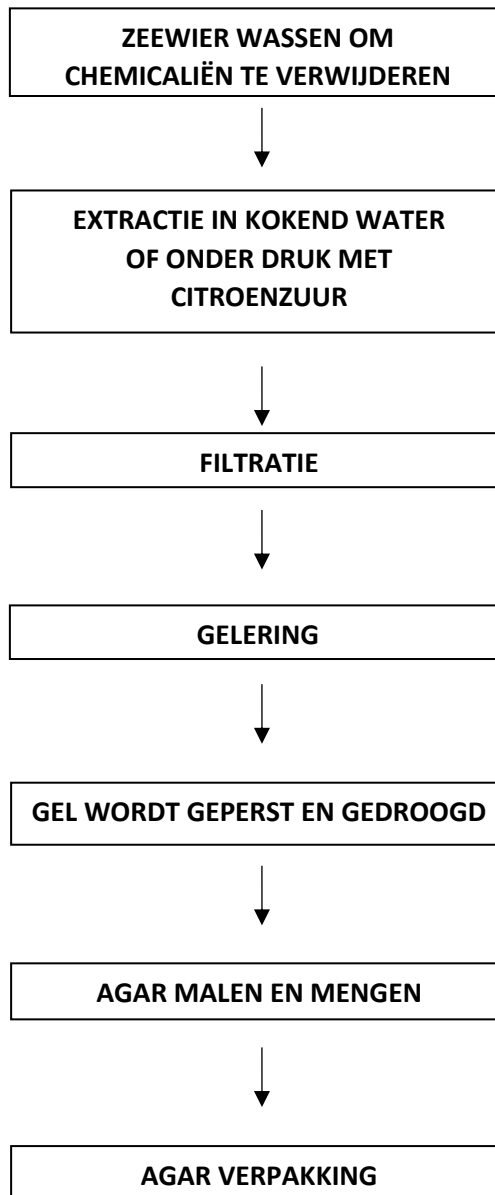 ZEEWIER WASSEN OM
CHEMICALIËN TE VERWIJDEREN
EXTRACTIE IN KOKEND WATER
OF ONDER DRUK MET
CITROENZUUR
FILTRATIE
GELERING
GEL WORDT GEPERST EN GEDROOGD
AGAR MALEN EN MENGEN
AGAR VERPAKKING